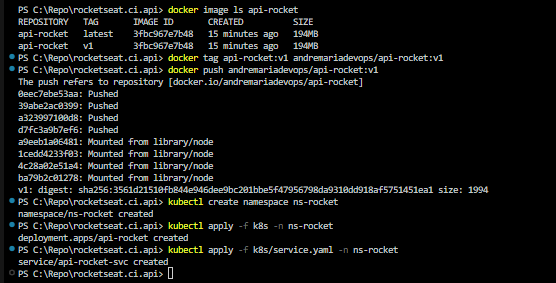 PS C:\Repo\rocketseat.ci.api> docker image ls api-rocket
REPOSITORY   TAG       IMAGE ID       CREATED          SIZE
api-rocket   latest    3fbc967e7b48   15 minutes ago   194MB
api-rocket   v1        3fbc967e7b48   15 minutes ago   194MB
PS C:\Repo\rocketseat.ci.api> docker tag api-rocket:v1 andremariadevops/api-rocket:v1
PS C:\Repo\rocketseat.ci.api> docker push andremariadevops/api-rocket:v1
The push refers to repository [docker.io/andremariadevops/api-rocket]
0eec7ebe53aa: Pushed
39abe2ac0399: Pushed
a323997100d8: Pushed
d7fc3a9b7ef6: Pushed
a9eeb1a06481: Mounted from library/node
1cedd4233f03: Mounted from library/node
4c28a02e51a4: Mounted from library/node
ba79b2c01278: Mounted from library/node
v1: digest: sha256:3561d21510fb844e946dee9bc201bbe5f47956798da9310dd918af5751451ea1 size: 1994
PS C:\Repo\rocketseat.ci.api> kubectl create namespace ns-rocket
namespace/ns-rocket created
PS C:\Repo\rocketseat.ci.api> kubectl apply -f k8s -n ns-rocket
deployment.apps/api-rocket created
PS C:\Repo\rocketseat.ci.api> kubectl apply -f k8s/service.yaml -n ns-rocket
service/api-rocket-svc created
PS C:\Repo\rocketseat.ci.api>